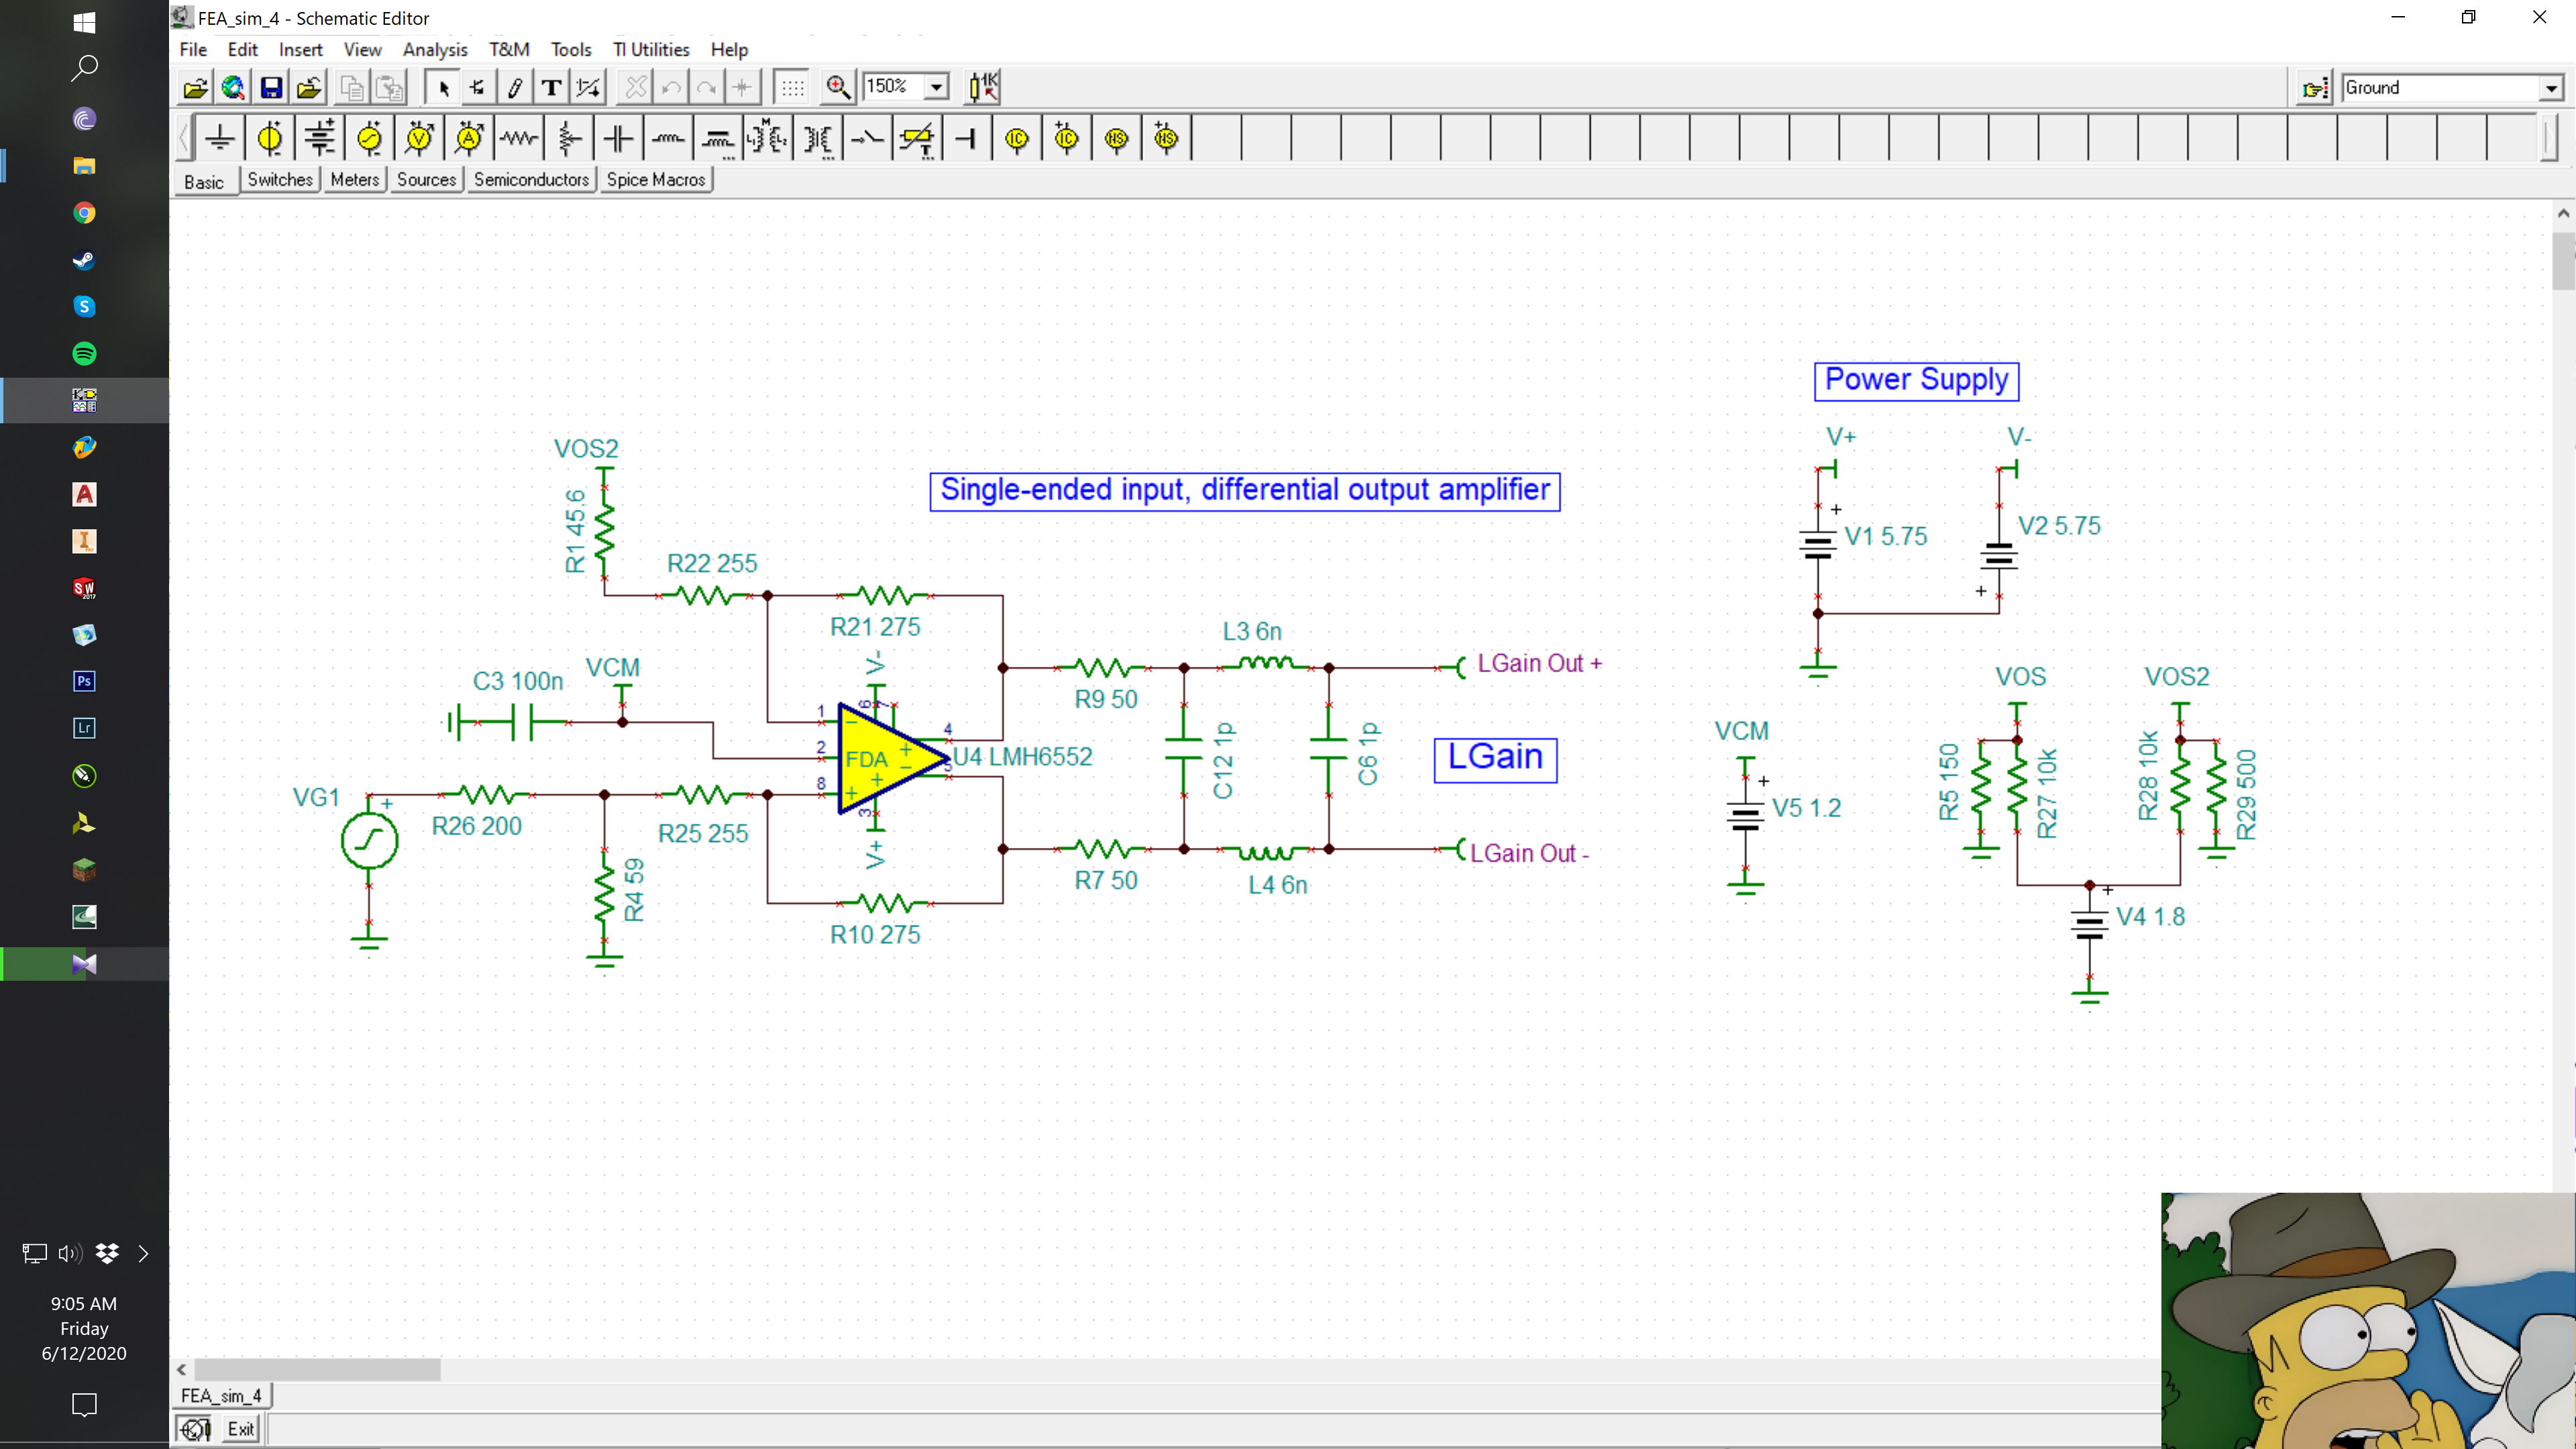 FEA_sim_4 - Schematic Editor
File Edit Insert View Analysis T&M Tools TI Utilities Help
150%
1K
Ground
Basic Switches Meters Sources Semiconductors Spice Macros
Power Supply
V+
V-
V1 5.75
V2 5.75
VOS2
R1 45.6
Single-ended input, differential output amplifier
R22 255
R21 275
V-
C3 100n
VCM
L3 6n
LGain Out +
R9 50
1
2
8
6
7
4
5
3
FDA
U4 LMH6552
C12 1p
C6 1p
LGain
VG1
R26 200
R25 255
R4 59
V+
R10 275
R7 50
L4 6n
LGain Out -
VCM
V5 1.2
VOS
VOS2
R5 150
R27 10k
R28 10k
R29 500
V4 1.8
FEA_sim_4
Exit
9:05 AM
Friday
6/12/2020